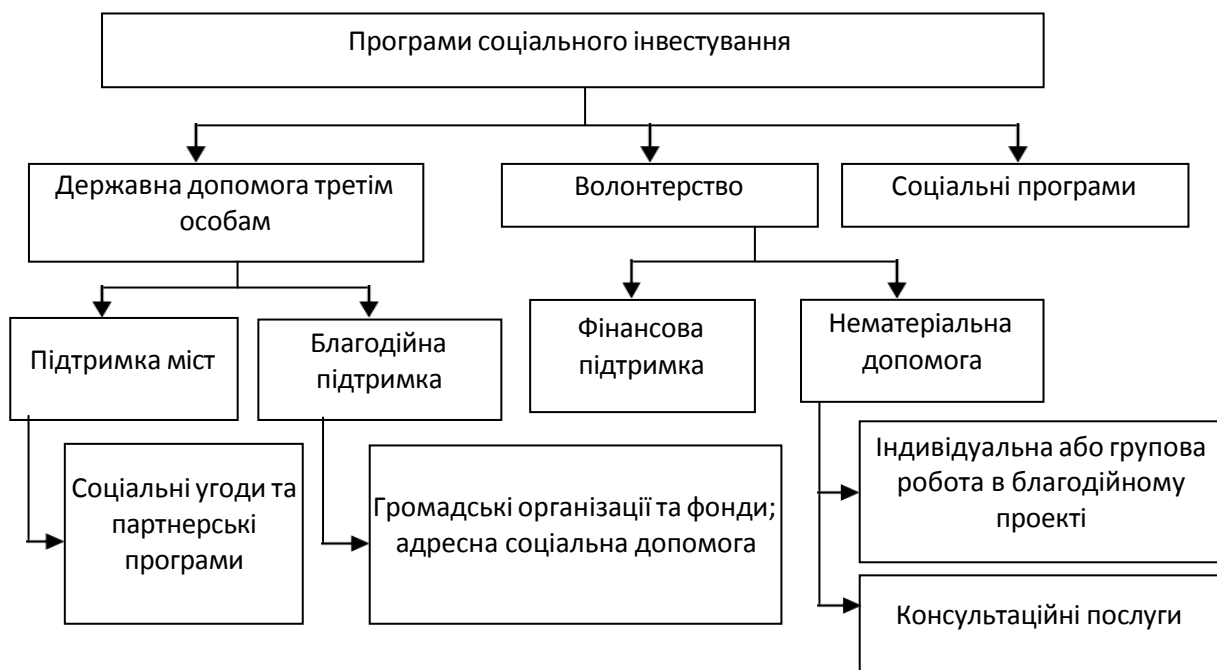 Програми соціального інвестування
Державна допомога третім
особам
Волонтерство
Соціальні програми
Підтримка міст
Благодійна
підтримка
Фінансова
підтримка
Нематеріальна
допомога
Соціальні угоди та
партнерські
програми
Громадські організації та фонди;
адресна соціальна допомога
Індивідуальна або групова
робота в благодійному
проекті
Консультаційні послуги